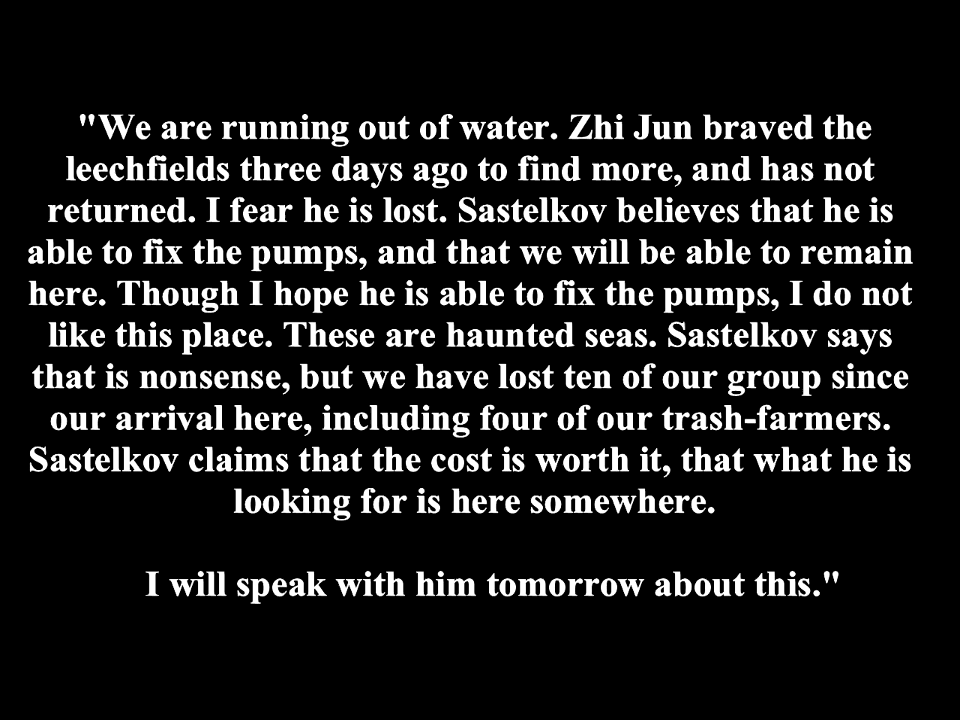 "We are running out of water. Zhi Jun braved the
leechfields three days ago to find more, and has not
returned. I fear he is lost. Sastelkov believes that he is
able to fix the pumps, and that we will be able to remain
here. Though I hope he is able to fix the pumps, I do not
like this place. These are haunted seas. Sastelkov says
that is nonsense, but we have lost ten of our group since
our arrival here, including four of our trash-farmers.
Sastelkov claims that the cost is worth it, that what he is
looking for is here somewhere.
I will speak with him tomorrow about this."